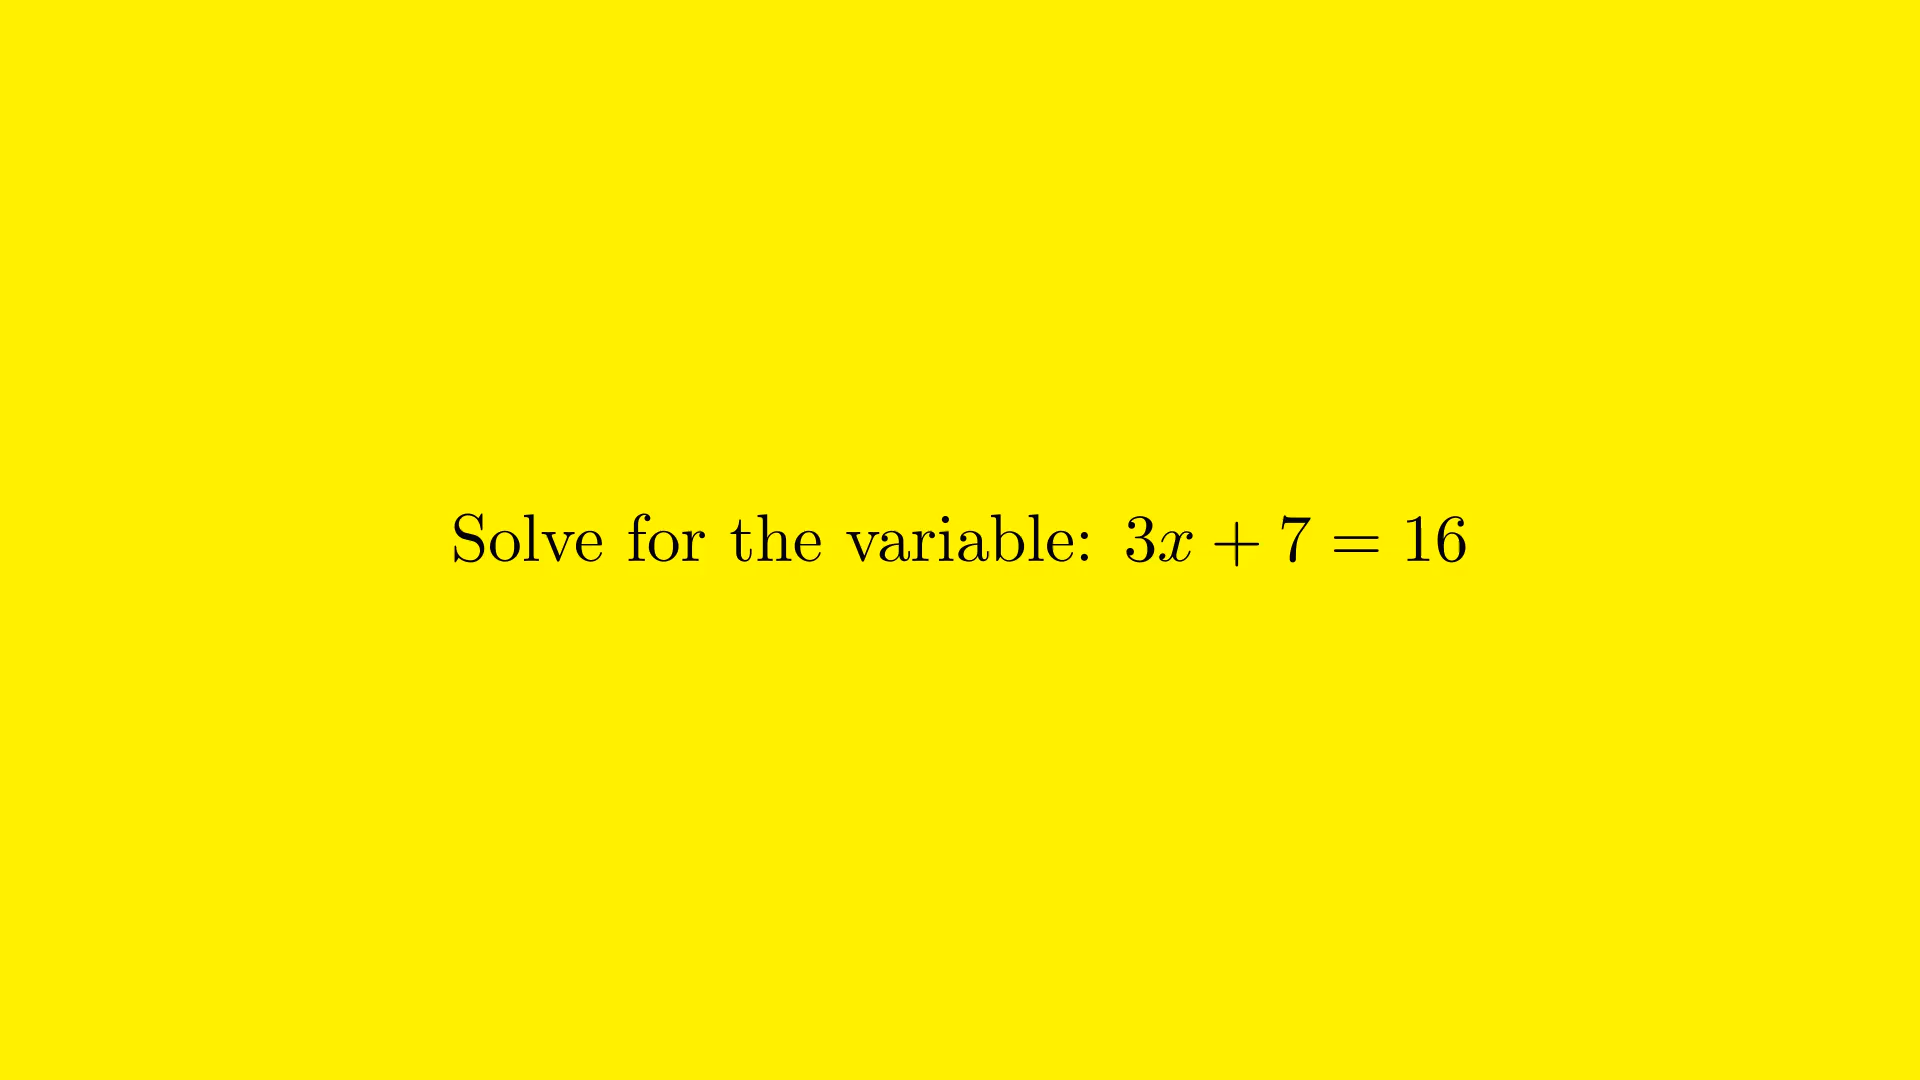 Solve for the variable: 3x + 7 = 16